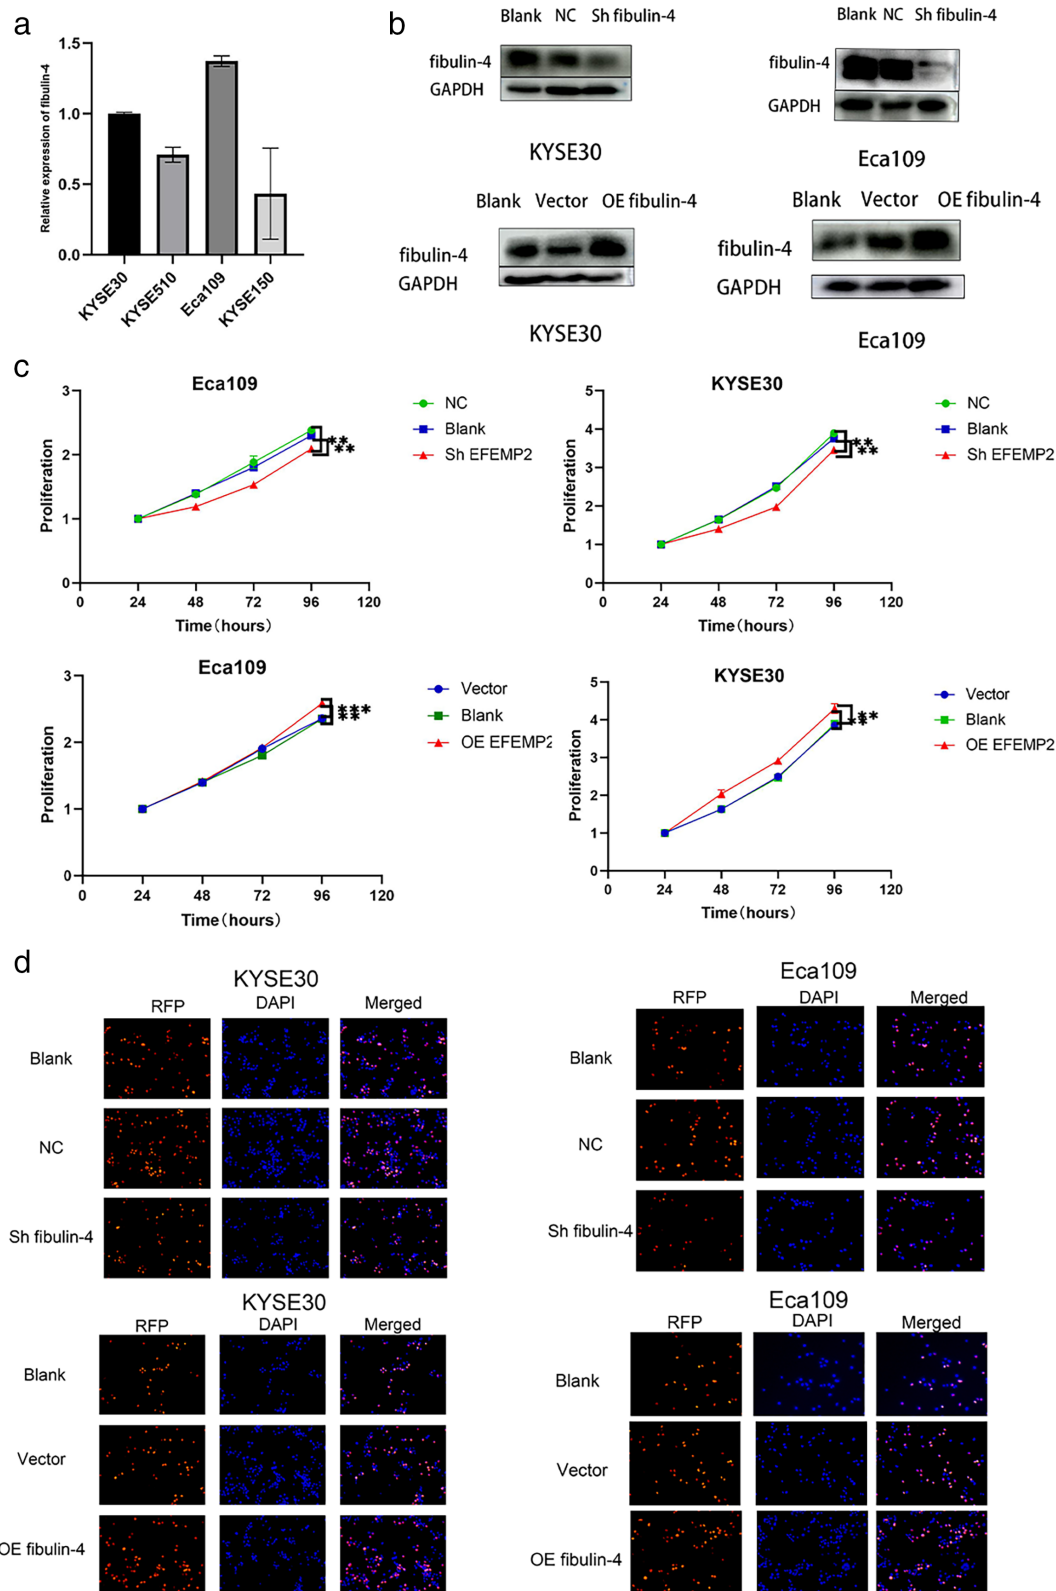 a
Relative expression of fibulin-4
1.5
1.0
0.5
0.0
KYSE30
KYSE510
Eca109
KYSE150
b
Blank NC Sh fibulin-4
fibulin-4
GAPDH
KYSE30
Blank NC Sh fibulin-4
fibulin-4
GAPDH
Eca109
Blank Vector OE fibulin-4
fibulin-4
GAPDH
KYSE30
Blank Vector OE fibulin-4
fibulin-4
GAPDH
Eca109
c
Eca109
Proliferation
3
2
1
0
0 24 48 72 96 120
Time(hours)
NC
Blank
Sh EFEMP2
**
**
KYSE30
Proliferation
5
4
3
2
1
0
0 24 48 72 96 120
Time(hours)
NC
Blank
Sh EFEMP2
**
**
Eca109
Proliferation
3
2
1
0
0 24 48 72 96 120
Time(hours)
Vector
Blank
OE EFEMP2
***
**
KYSE30
Proliferation
5
4
3
2
1
0
0 24 48 72 96 120
Time(hours)
Vector
Blank
OE EFEMP2
**
**
d
KYSE30
RFP DAPI Merged
Blank
NC
Sh fibulin-4
Eca109
RFP DAPI Merged
Blank
NC
Sh fibulin-4
KYSE30
RFP DAPI Merged
Blank
Vector
OE fibulin-4
Eca109
RFP DAPI Merged
Blank
Vector
OE fibulin-4